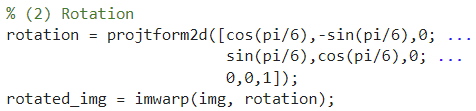 % (2) Rotation
rotation = projtform2d([cos(pi/6),-sin(pi/6),0; ...
sin(pi/6),cos(pi/6),0; ...
0,0,1]);
rotated_img = imwarp(img, rotation);